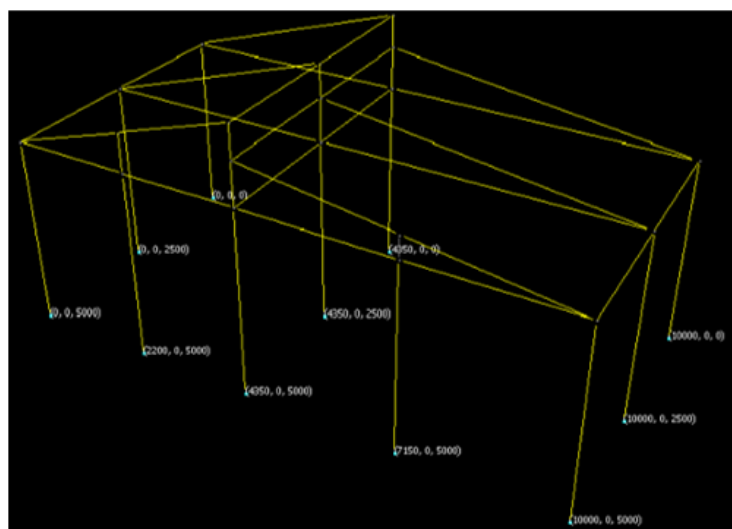 (0, 0, 0)
(0, 0, 2500)
(4350, 0, 0)
(0, 0, 5000)
(4350, 0, 2500)
(10000, 0, 0)
(2200, 0, 5000)
(4350, 0, 5000)
(10000, 0, 2500)
(7150, 0, 5000)
(10000, 0, 5000)